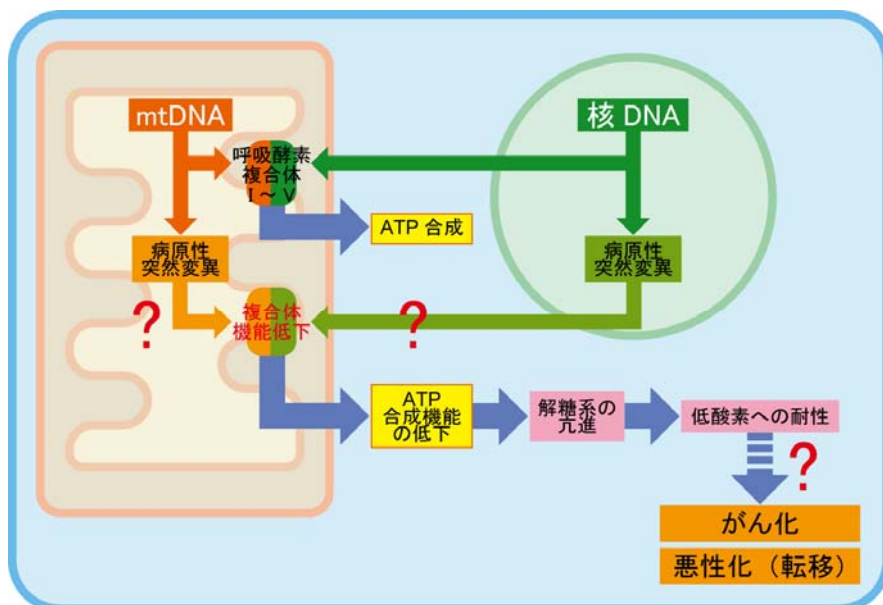 mtDNA
核 DNA
呼吸酵素
複合体
I ~ V
ATP 合成
病原性
突然変異
病原性
突然変異
?
複合体
機能低下
?
ATP
合成機能
の低下
解糖系の
亢進
低酸素への耐性
?
がん化
悪性化（転移）